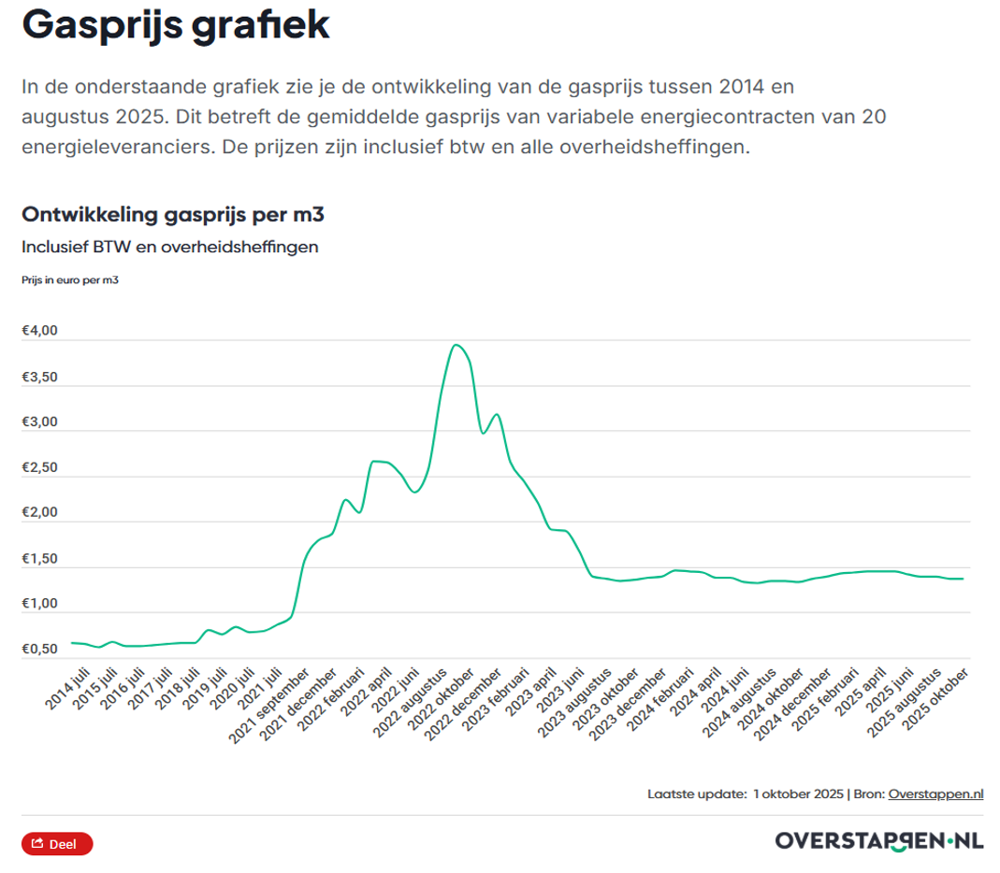 Gasprijs grafiek
In de onderstaande grafiek zie je de ontwikkeling van de gasprijs tussen 2014 en
augustus 2025. Dit betreft de gemiddelde gasprijs van variabele energiecontracten van 20
energieleveranciers. De prijzen zijn inclusief btw en alle overheidsheffingen.
Ontwikkeling gasprijs per m3
Inclusief BTW en overheidsheffingen
Prijs in euro per m3
€4,00
€3,50
€3,00
€2,50
€2,00
€1,50
€1,00
€0,50
2014 juli
2015 juli
2016 juli
2017 juli
2018 juli
2019 juli
2020 juli
2021 juli
2021 september
2021 december
2022 februari
2022 april
2022 juni
2022 augustus
2022 oktober
2022 december
2023 februari
2023 april
2023 juni
2023 augustus
2023 oktober
2023 december
2024 februari
2024 april
2024 juni
2024 augustus
2024 oktober
2024 december
2025 februari
2025 april
2025 juni
2025 augustus
2025 oktober
Laatste update: 1 oktober 2025 | Bron: Overstappen.nl
Deel
OVERSTAPPEN·NL